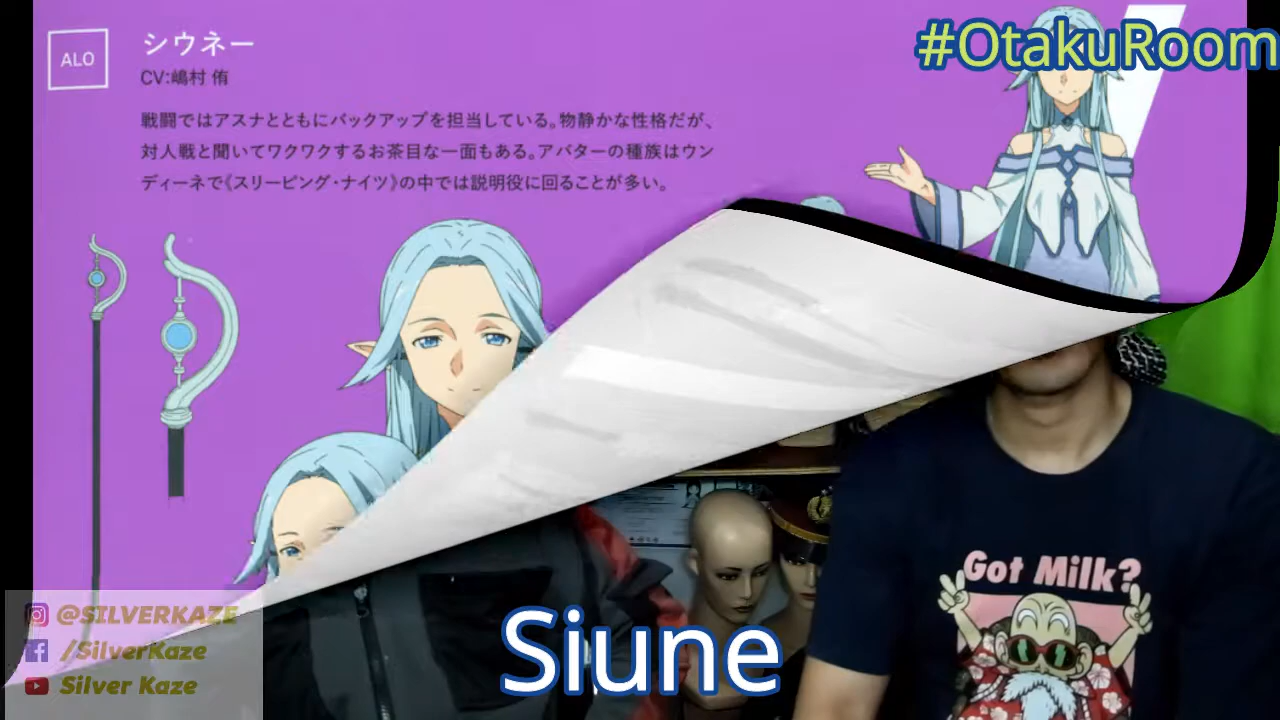 #OtakuRoom
ALO
シウネー
CV:嶋村 侑
戦闘ではアスナとともにバックアップを担当している。物静かな性格だが、
対人戦と聞いてワクワクするお茶目な一面もある。アバターの種族はウン
ディーネで《スリーピング・ナイツ》の中では説明役に回ることが多い。
Got Milk?
@SILVERKAZE
/SilverKaze
Silver Kaze
Siune